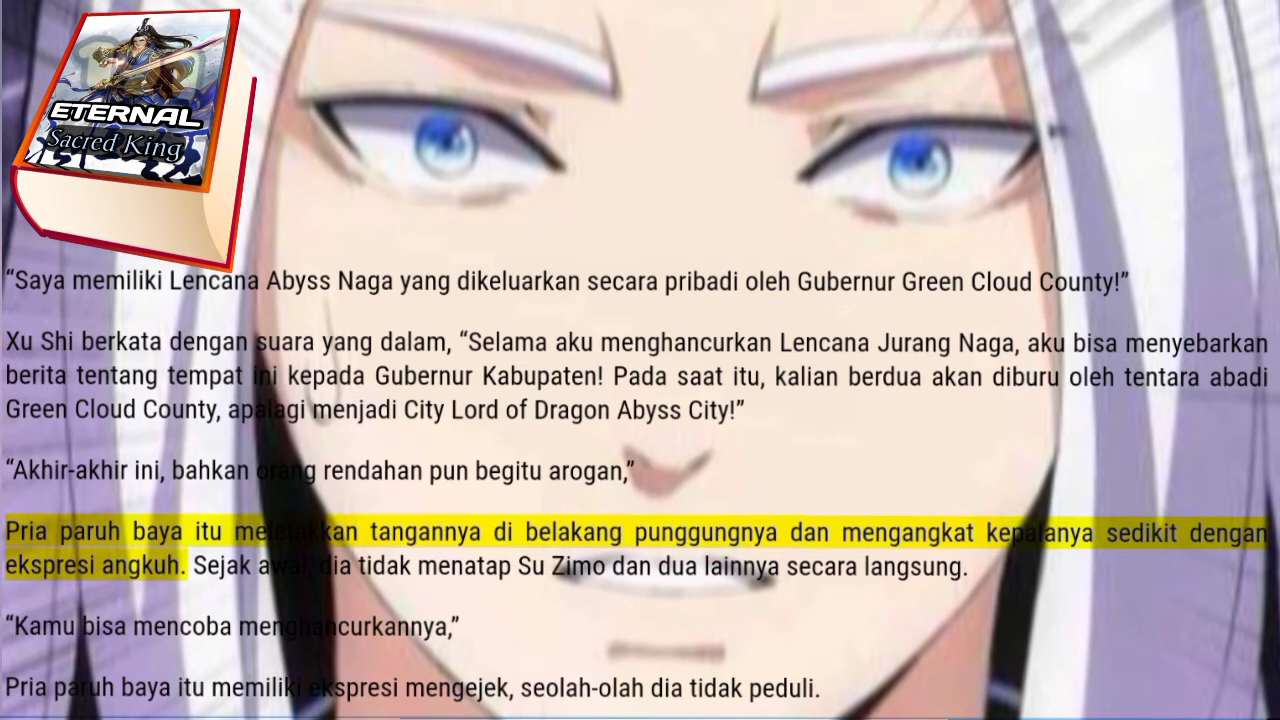 ETERNAL
Sacred King
“Saya memiliki Lencana Abyss Naga yang dikeluarkan secara pribadi oleh Gubernur Green Cloud County!”
Xu Shi berkata dengan suara yang dalam, “Selama aku menghancurkan Lencana Jurang Naga, aku bisa menyebarkan
berita tentang tempat ini kepada Gubernur Kabupaten! Pada saat itu, kalian berdua akan diburu oleh tentara abadi
Green Cloud County, apalagi menjadi City Lord of Dragon Abyss City!”
“Akhir-akhir ini, bahkan orang rendahan pun begitu arogan,”
Pria paruh baya itu meletakkan tangannya di belakang punggungnya dan mengangkat kepalanya sedikit dengan
ekspresi angkuh. Sejak awal, dia tidak menatap Su Zimo dan dua lainnya secara langsung.
“Kamu bisa mencoba menghancurkannya,”
Pria paruh baya itu memiliki ekspresi mengejek, seolah-olah dia tidak peduli.